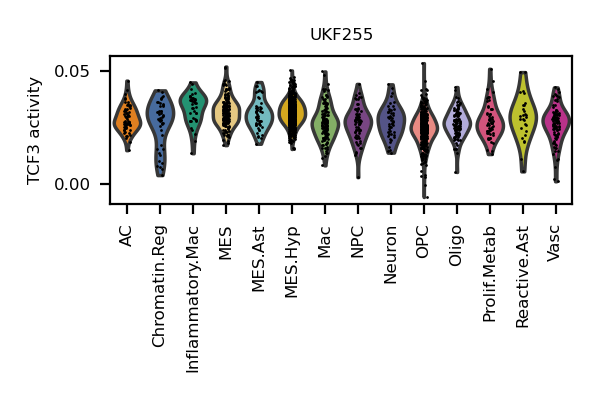 UKF255
TCF3 activity
0.05
0.00
AC
Chromatin.Reg
Inflammatory.Mac
MES
MES.Ast
MES.Hyp
Mac
NPC
Neuron
OPC
Oligo
Prolif.Metab
Reactive.Ast
Vasc